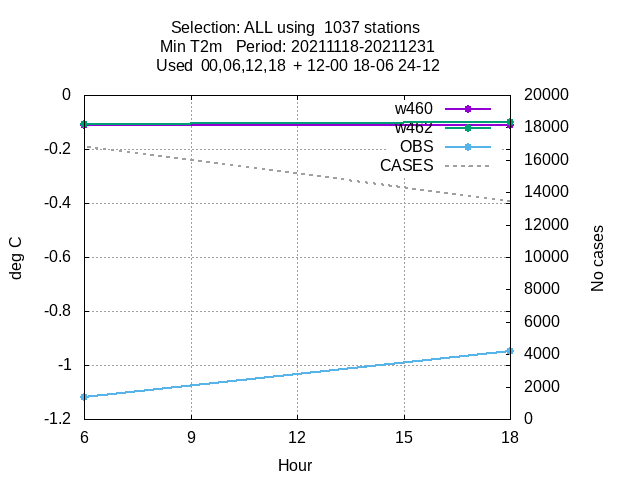 Selection: ALL using  1037 stations
Min T2m   Period: 20211118-20211231
Used  00,06,12,18  + 12-00 18-06 24-12
0
-0.2
-0.4
-0.6
-0.8
-1
-1.2
deg C
20000
18000
16000
14000
12000
10000
8000
6000
4000
2000
0
No cases
w460
w462
OBS
CASES
6
9
12
15
18
Hour